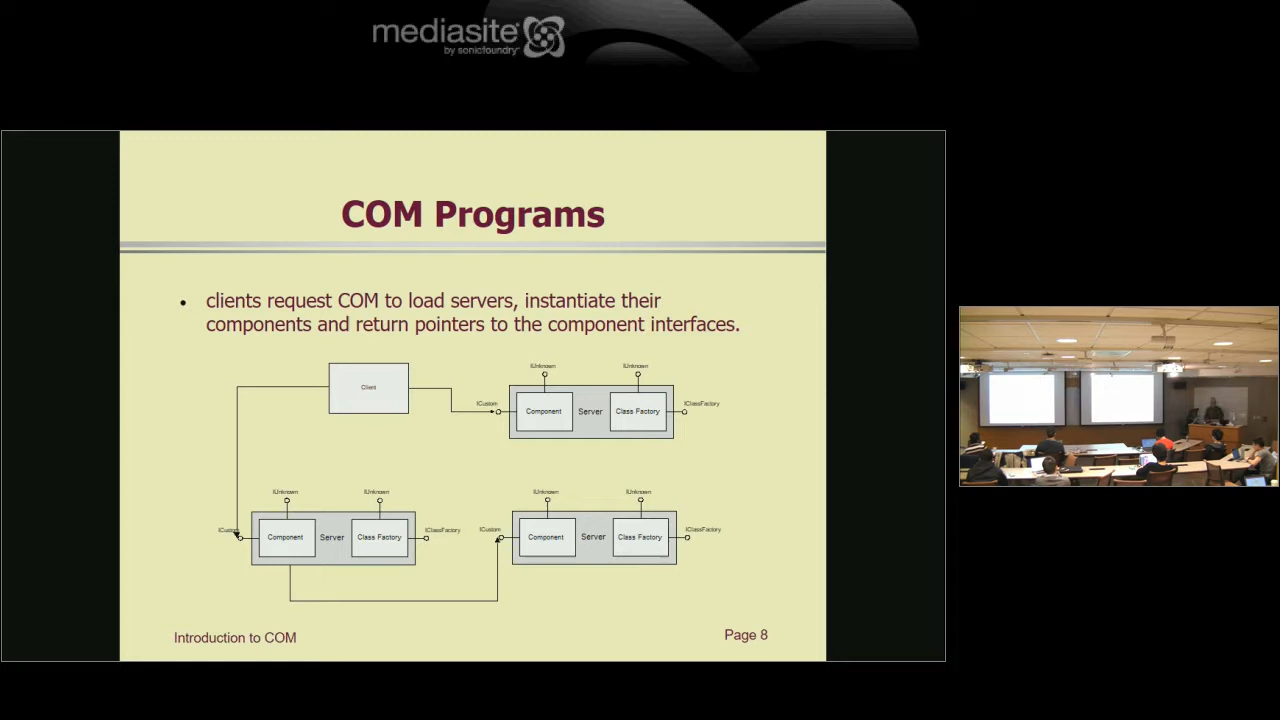 mediasite
by sonicfoundry
COM Programs
• clients request COM to load servers, instantiate their
components and return pointers to the component interfaces.
Client
IUnknown
IUnknown
ICustom
Component
Server
Class Factory
IClassFactory
IUnknown
IUnknown
ICustom
Component
Server
Class Factory
IClassFactory
IUnknown
IUnknown
ICustom
Component
Server
Class Factory
IClassFactory
Introduction to COM
Page 8